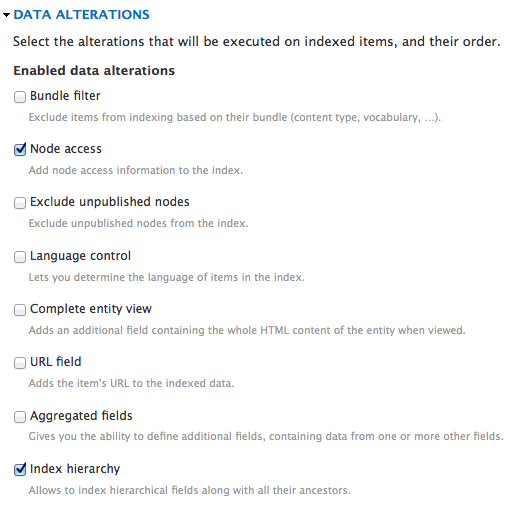 DATA ALTERATIONS
Select the alterations that will be executed on indexed items, and their order.
Enabled data alterations
Bundle filter
Exclude items from indexing based on their bundle (content type, vocabulary, ...).
Node access
Add node access information to the index.
Exclude unpublished nodes
Exclude unpublished nodes from the index.
Language control
Lets you determine the language of items in the index.
Complete entity view
Adds an additional field containing the whole HTML content of the entity when viewed.
URL field
Adds the item's URL to the indexed data.
Aggregated fields
Gives you the ability to define additional fields, containing data from one or more other fields.
Index hierarchy
Allows to index hierarchical fields along with all their ancestors.